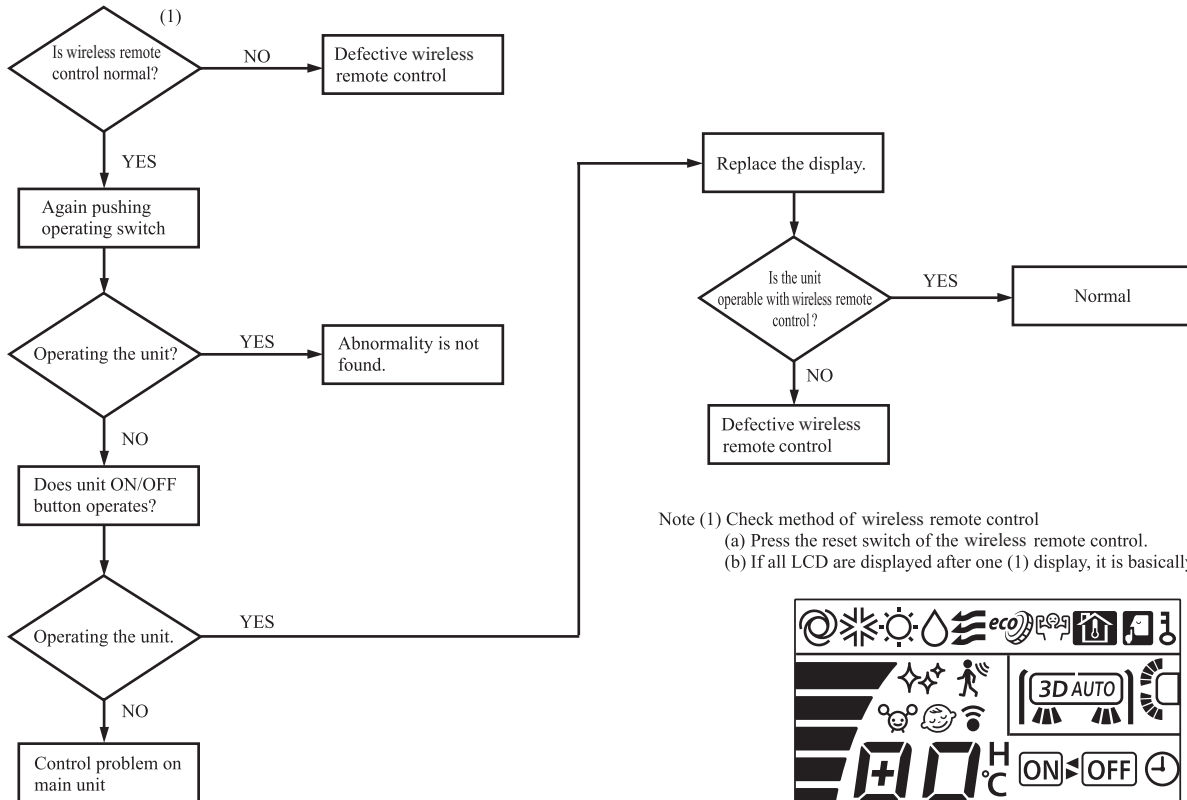 (1)
Is wireless remote
control normal?
NO
Defective wireless
remote control
YES
Again pushing
operating switch
Operating the unit?
YES
Abnormality is not
found.
NO
Does unit ON/OFF
button operates?
Operating the unit.
YES
NO
Control problem on
main unit
Replace the display.
Is the unit
operable with wireless remote
control?
YES
Normal
NO
Defective wireless
remote control
Note (1) Check method of wireless remote control
(a) Press the reset switch of the wireless remote control.
(b) If all LCD are displayed after one (1) display, it is basically
eco
3D AUTO
H
°C
ON OFF